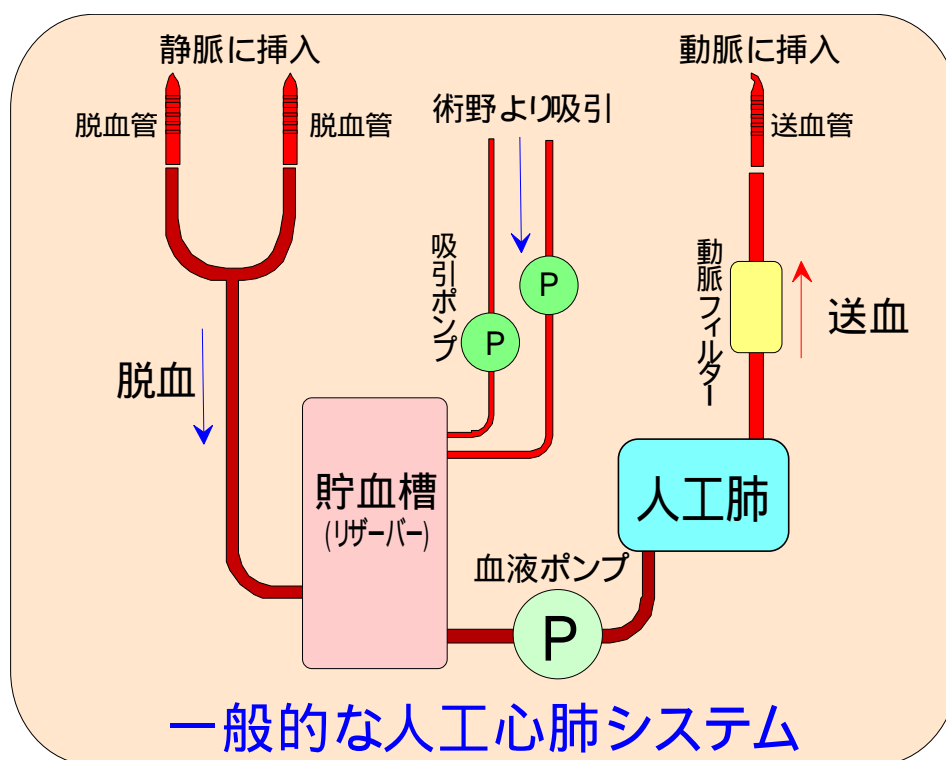 静脈に挿入
動脈に挿入
脱血管
脱血管
術野より吸引
送血管
吸引ポンプ
P
P
動脈フィルター
送血
脱血
貯血槽
(リザーバー)
人工肺
血液ポンプ
P
一般的な人工心肺システム